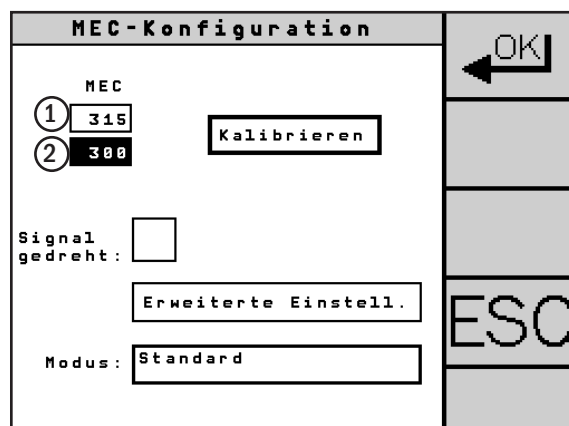 MEC-Konfiguration
OK
MEC
1 315
2 300
Kalibrieren
Signal
gedreht:
Erweiterte Einstell.
ESC
Modus: Standard